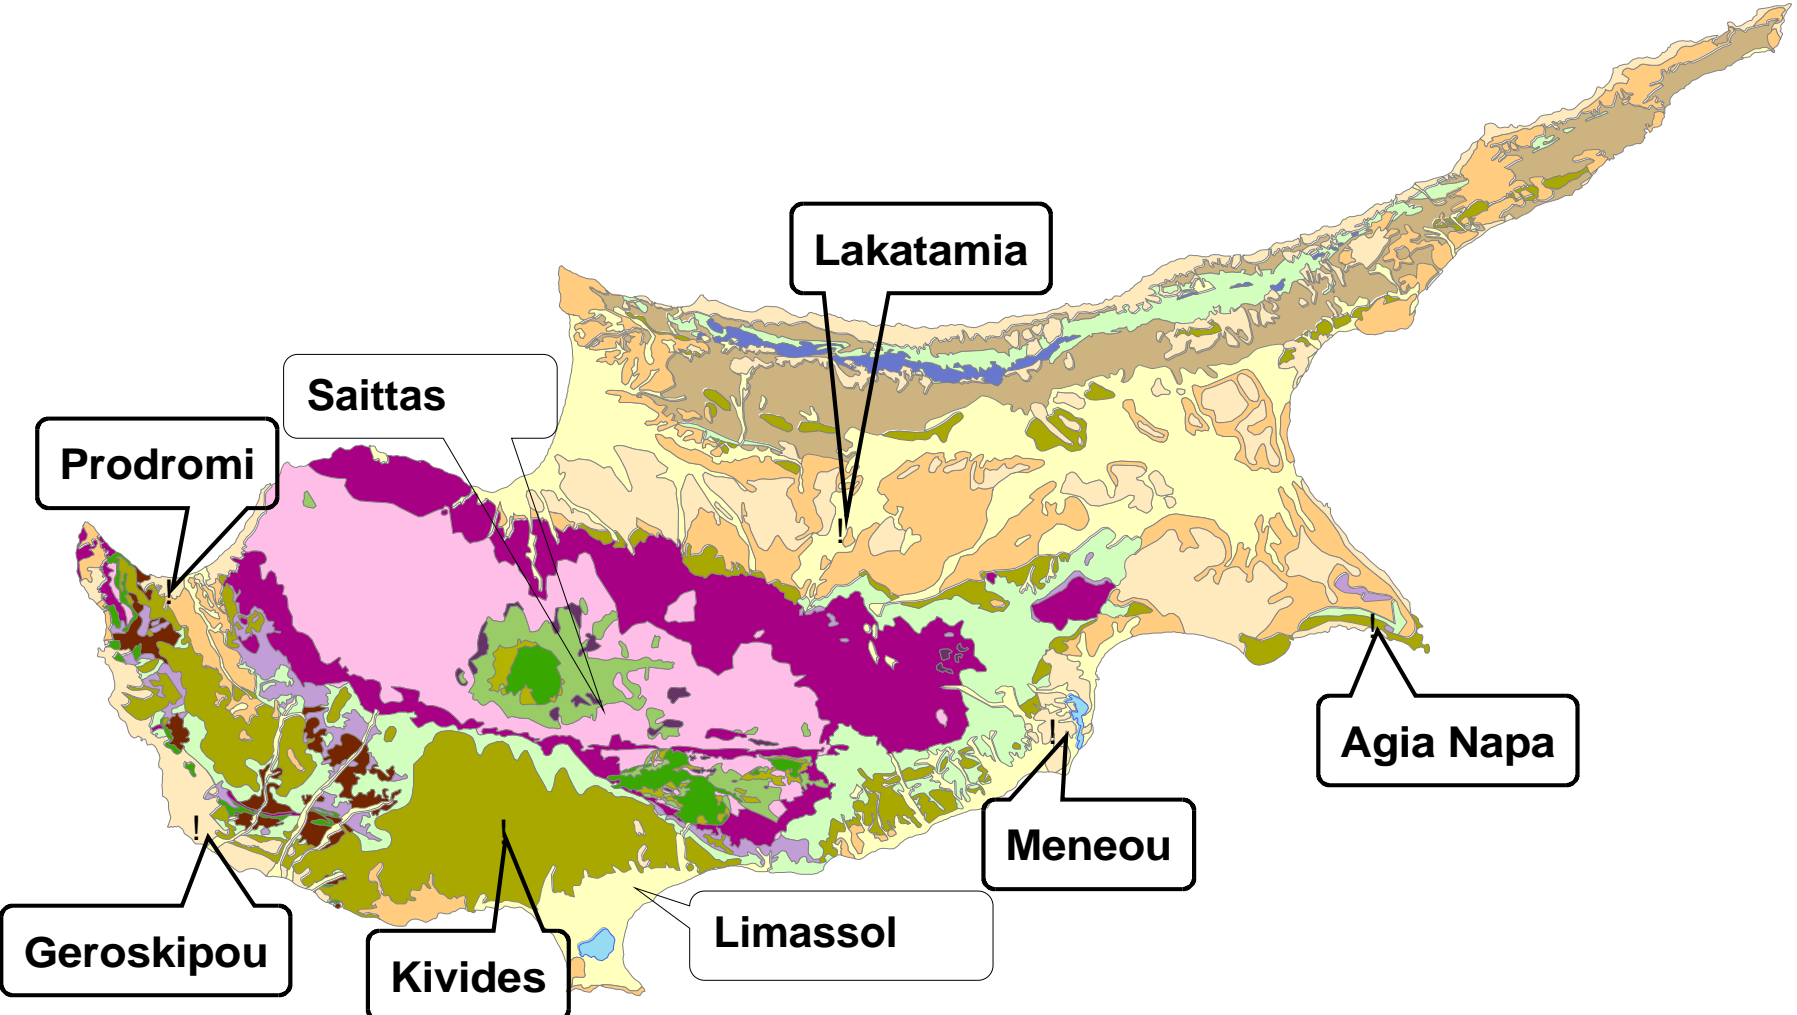 Lakatamia
Saittas
Prodromi
!
!
!
Agia Napa
!
Meneou
!
!
Geroskipou
Kivides
Limassol